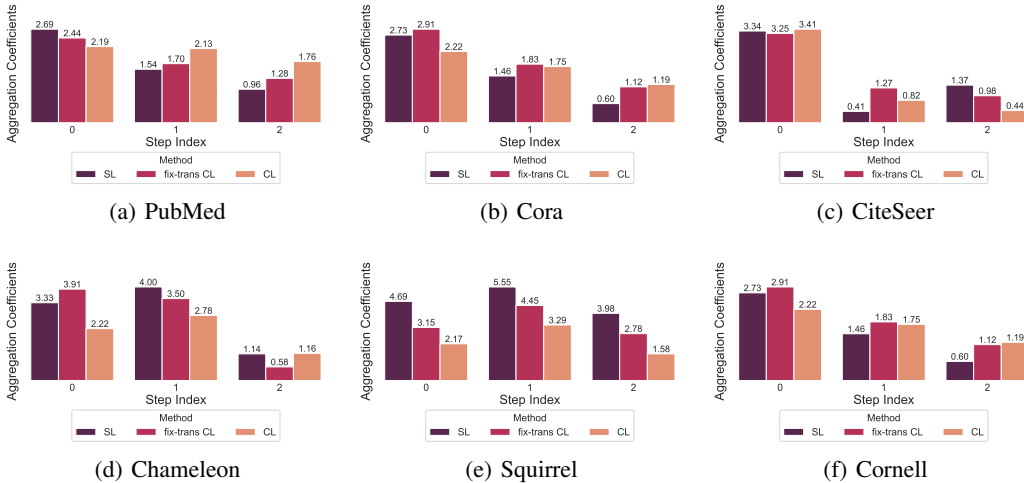 Aggregation Coefficients
2.69 2.44 2.19 1.54 1.70 2.13 0.96 1.28 1.76
0 1 2
Step Index
Method
SL fix-trans CL CL
(a) PubMed
Aggregation Coefficients
2.73 2.91 2.22 1.46 1.83 1.75 0.60 1.12 1.19
0 1 2
Step Index
Method
SL fix-trans CL CL
(b) Cora
Aggregation Coefficients
3.34 3.25 3.41 0.41 1.27 0.82 1.37 0.98 0.44
0 1 2
Step Index
Method
SL fix-trans CL CL
(c) CiteSeer
Aggregation Coefficients
3.33 3.91 2.22 4.00 3.50 2.78 1.14 0.58 1.16
0 1 2
Step Index
Method
SL fix-trans CL CL
(d) Chameleon
Aggregation Coefficients
4.69 3.15 2.17 5.55 4.45 3.29 3.98 2.78 1.58
0 1 2
Step Index
Method
SL fix-trans CL CL
(e) Squirrel
Aggregation Coefficients
2.73 2.91 2.22 1.46 1.83 1.75 0.60 1.12 1.19
0 1 2
Step Index
Method
SL fix-trans CL CL
(f) Cornell